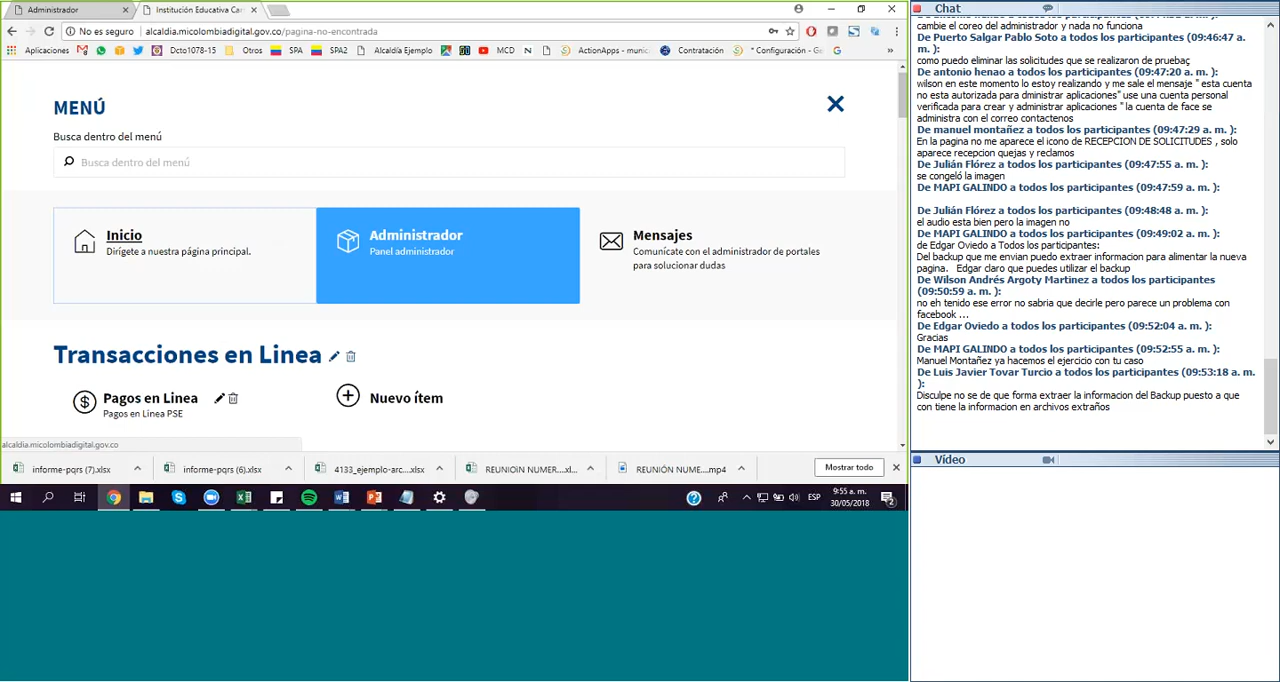 Administrador
Institución Educativa Car
No es seguro
alcaldia.micolombiadigital.gov.co/pagina-no-encontrada
Aplicaciones
Dcto1078-15
Otros
SPA
SPA2
Alcaldía Ejemplo
MCD
ActionApps - munic
Contratación
* Configuración - Ge
MENÚ
Busca dentro del menú
Busca dentro del menú
Inicio
Dirígete a nuestra página principal.
Administrador
Panel administrador
Mensajes
Comunícate con el administrador de portales
para solucionar dudas
Transacciones en Linea
Pagos en Linea
Pagos en Linea PSE
Nuevo ítem
alcaldia.micolombiadigital.gov.co
informe-pqrs (7).xlsx
informe-pqrs (6).xlsx
4133_ejemplo-arc....xlsx
REUNIÓN NUMER....xl...
REUNIÓN NUME....mp4
Mostrar todo
ESP
9:55 a. m.
30/05/2018
Chat
cambie el coreo del administrador y nada no funciona
De Puerto Salgar Pablo Soto a todos los participantes (09:46:47 a.
m. ):
como puedo eliminar las solicitudes que se realizaron de pruebaç
De antonio henao a todos los participantes (09:47:20 a. m. ):
wilson en este momento lo estoy realizando y me sale el mensaje " esta cuenta
no esta autorizada para dministrar aplicaciones" use una cuenta personal
verificada para crear y administrar aplicaciones " la cuenta de face se
administra con el correo contactenos
De manuel montañez a todos los participantes (09:47:29 a. m. ):
En la pagina no me aparece el icono de RECEPCION DE SOLICITUDES , solo
aparece recepcion quejas y reclamos
De Julián Flórez a todos los participantes (09:47:55 a. m. ):
se congeló la imagen
De MAPI GALINDO a todos los participantes (09:47:59 a. m. ):
De Julián Flórez a todos los participantes (09:48:48 a. m. ):
el audio esta bien pero la imagen no
De MAPI GALINDO a todos los participantes (09:49:02 a. m. ):
de Edgar Oviedo a Todos los participantes:
Del backup que me envian puedo extraer informacion para alimentar la nueva
pagina. Edgar claro que puedes utilizar el backup
De Wilson Andrés Argoty Martinez a todos los participantes
(09:50:59 a. m. ):
no eh tenido ese error no sabria que decirle pero parece un problema con
facebook ...
De Edgar Oviedo a todos los participantes (09:52:04 a. m. ):
Gracias
De MAPI GALINDO a todos los participantes (09:52:55 a. m. ):
Manuel Montañez ya hacemos el ejercicio con tu caso
De Luis Javier Tovar Turcio a todos los participantes (09:53:18 a. m.
):
Disculpe no se de que forma extraer la informacion del Backup puesto a que
con tiene la informacion en archivos extraños
Vídeo